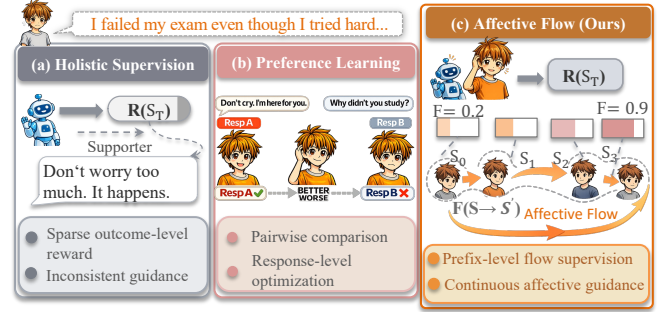 I failed my exam even though I tried hard...
(a) Holistic Supervision
R(S_T)
Supporter
Don't worry too
much. It happens.
Sparse outcome-level
reward
Inconsistent guidance
(b) Preference Learning
Don't cry. I'm here for you.
Why didn't you study?
Resp A
Resp B
Resp A
BETTER
WORSE
Resp B
Pairwise comparison
Response-level
optimization
(c) Affective Flow (Ours)
R(S_T)
F= 0.2
F= 0.9
S_0
S_1
S_2
S_3
F(S→ S′)
Affective Flow
Prefix-level flow supervision
Continuous affective guidance